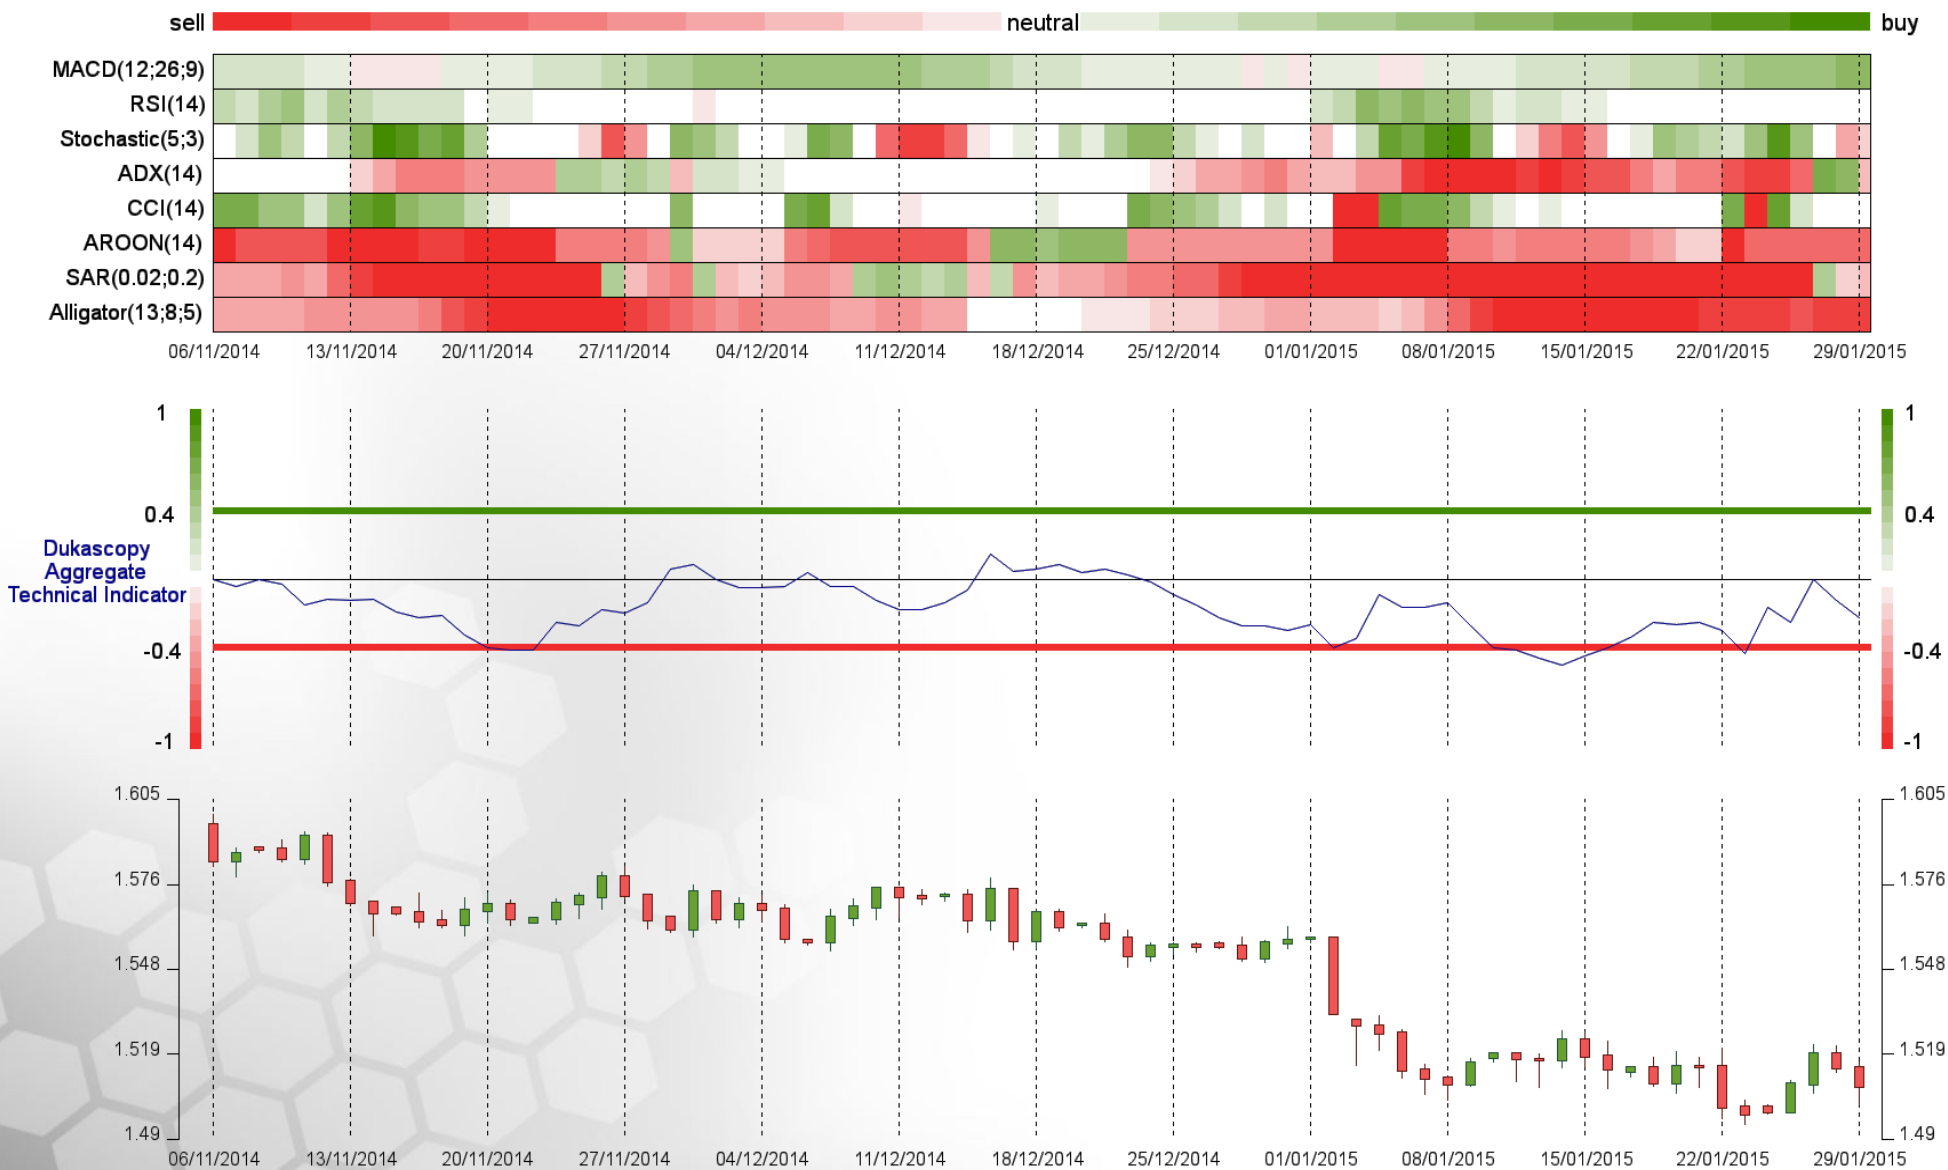 sell neutral buy
MACD(12;26;9)
RSI(14)
Stochastic(5;3)
ADX(14)
CCI(14)
AROON(14)
SAR(0.02;0.2)
Alligator(13;8;5)
06/11/2014 13/11/2014 20/11/2014 27/11/2014 04/12/2014 11/12/2014 18/12/2014 25/12/2014 01/01/2015 08/01/2015 15/01/2015 22/01/2015 29/01/2015
1 1
0.4 0.4
Dukascopy
Aggregate
Technical Indicator
-0.4 -0.4
-1 -1
1.605 1.605
1.576 1.576
1.548 1.548
1.519 1.519
1.49 1.49
06/11/2014 13/11/2014 20/11/2014 27/11/2014 04/12/2014 11/12/2014 18/12/2014 25/12/2014 01/01/2015 08/01/2015 15/01/2015 22/01/2015 29/01/2015